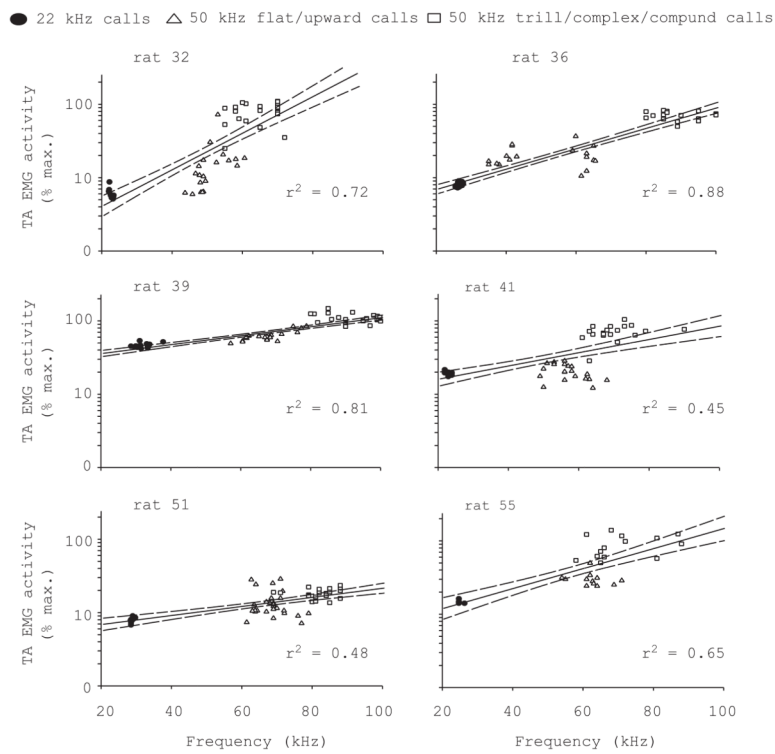 22 kHz calls 50 kHz flat/upward calls 50 kHz trill/complex/compund calls
rat 32 rat 36
TA EMG activity
(% max.)
100
10
0
r² = 0.72 r² = 0.88
rat 39 rat 41
TA EMG activity
(% max.)
100
10
0
r² = 0.81 r² = 0.45
rat 51 rat 55
TA EMG activity
(% max.)
100
10
0
r² = 0.48 r² = 0.65
20 40 60 80 100 20 40 60 80 100
Frequency (kHz) Frequency (kHz)